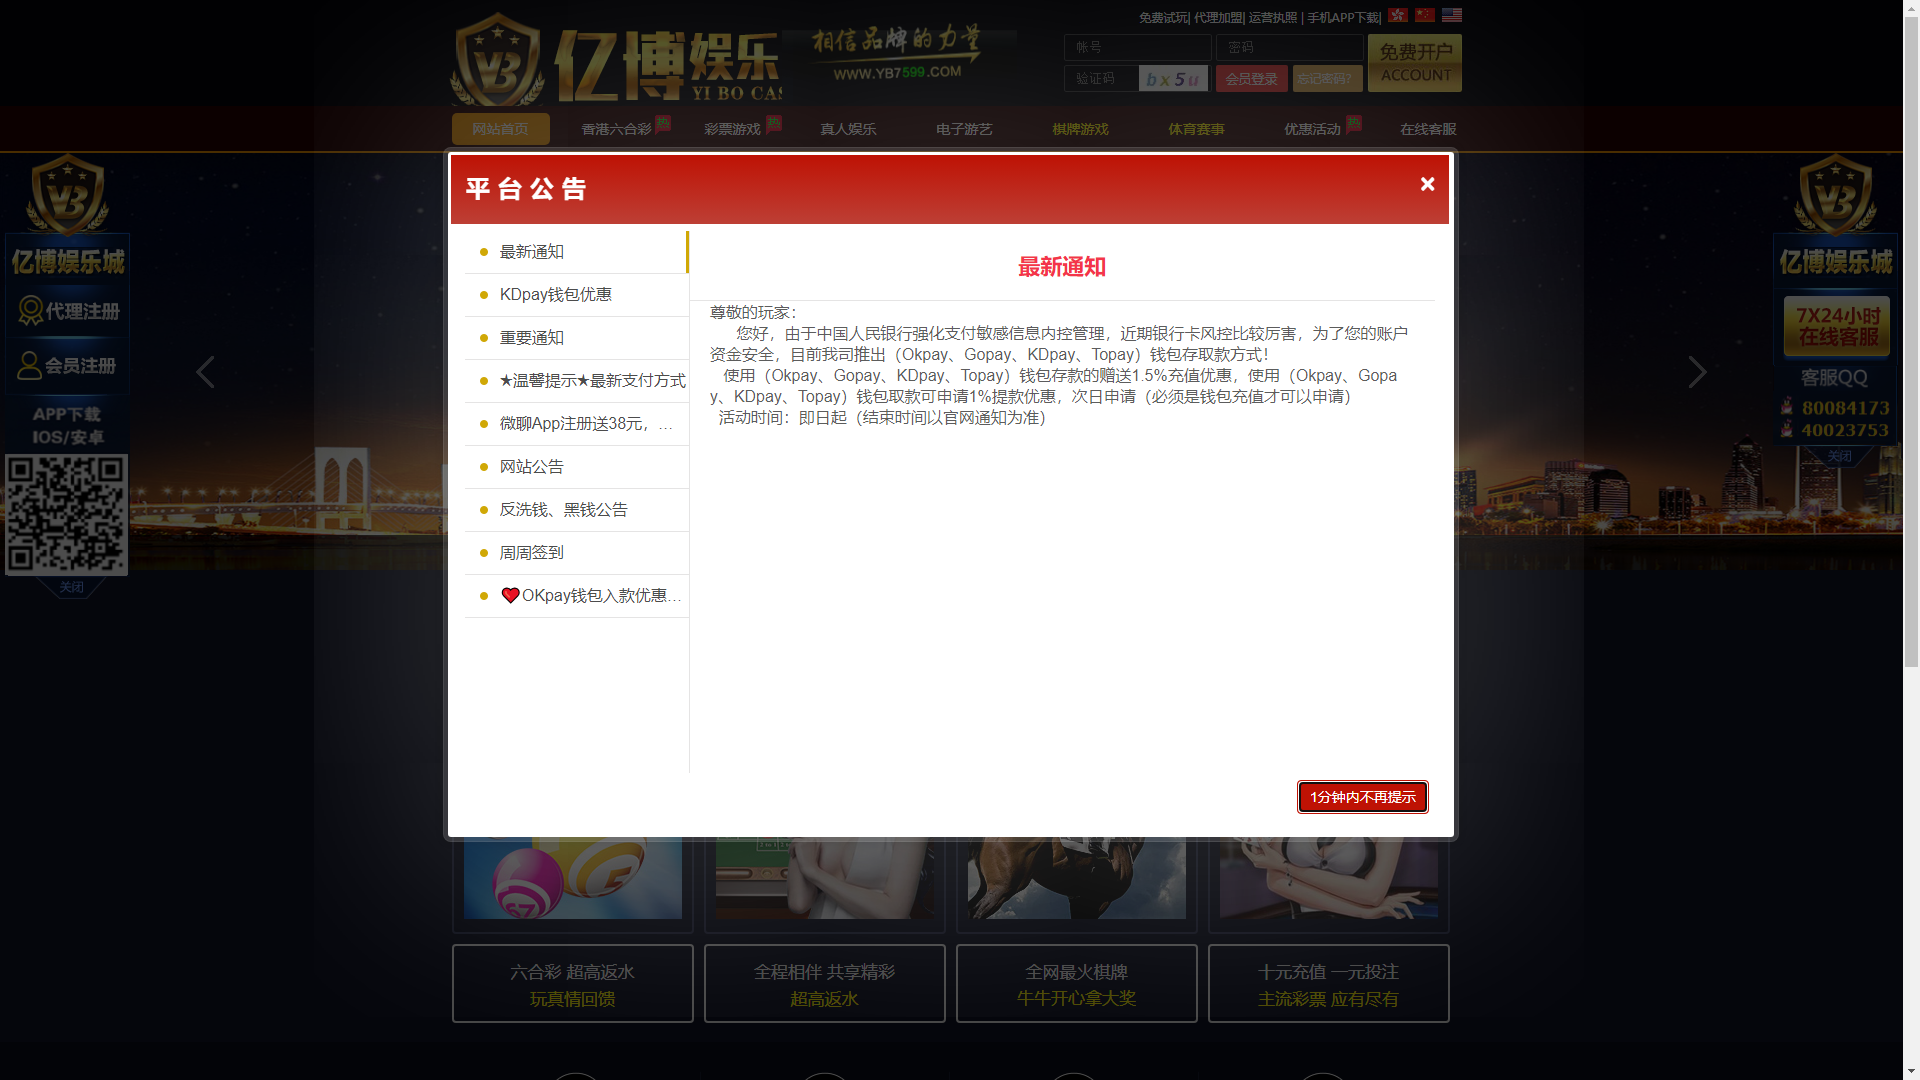 免费试玩| 代理加盟| 运营执照 | 手机APP下载|
亿博娱乐
YI BO CAS
相信品牌的力量
WWW.YB7599.COM
帐号
密码
免费开户
ACCOUNT
验证码
bx5u
会员登录
忘记密码?
网站首页
香港六合彩 热
彩票游戏 热
真人娱乐
电子游艺
棋牌游戏
体育赛事
优惠活动 热
在线客服
YB
亿博娱乐城
代理注册
会员注册
APP下载
IOS/安卓
关闭
平台公告
×
最新通知
KDpay钱包优惠
重要通知
★温馨提示★最新支付方式
微聊App注册送38元，...
网站公告
反洗钱、黑钱公告
周周签到
OKpay钱包入款优惠...
最新通知
尊敬的玩家：
您好，由于中国人民银行强化支付敏感信息内控管理，近期银行卡风控比较厉害，为了您的账户
资金安全，目前我司推出（Okpay、Gopay、KDpay、Topay）钱包存取款方式！
使用（Okpay、Gopay、KDpay、Topay）钱包存款的赠送1.5%充值优惠，使用（Okpay、Gopa
y、KDpay、Topay）钱包取款可申请1%提款优惠，次日申请（必须是钱包充值才可以申请）
活动时间：即日起（结束时间以官网通知为准）
1分钟内不再提示
YB
亿博娱乐城
7X24小时
在线客服
客服QQ
80084173
40023753
关闭
六合彩 超高返水
玩真情回馈
全程相伴 共享精彩
超高返水
全网最火棋牌
牛牛开心拿大奖
十元充值 一元投注
主流彩票 应有尽有